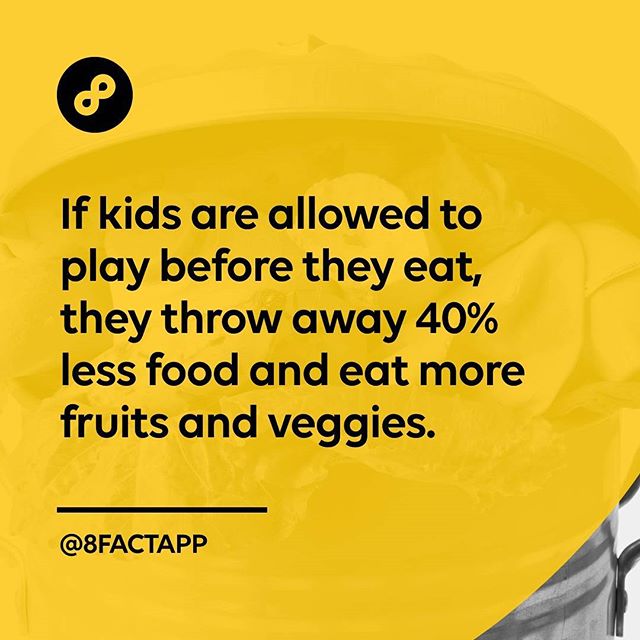 If kids are allowed to
play before they eat,
they throw away 40%
less food and eat more
fruits and veggies.
@8FACTAPP